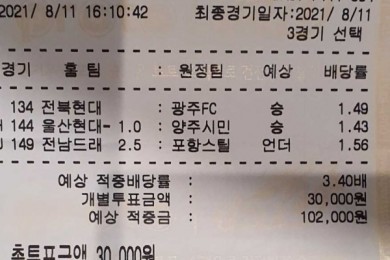 2021/ 8/11 16:10:42 최종경기일자:2021/ 8/11
3경기 선택
경기 홈 팀 : 원정팀 예상 배당률
134 전북현대 : 광주FC 승 1.49
144 울산현대- 1.0 : 양주시민 승 1.43
149 전남드래 2.5 : 포항스틸 언더 1.56
예상 적중배당률 : 3.40배
개별투표금액 : 30,000원
예상 적중금 : 102,000원
총투표금액 30,000원